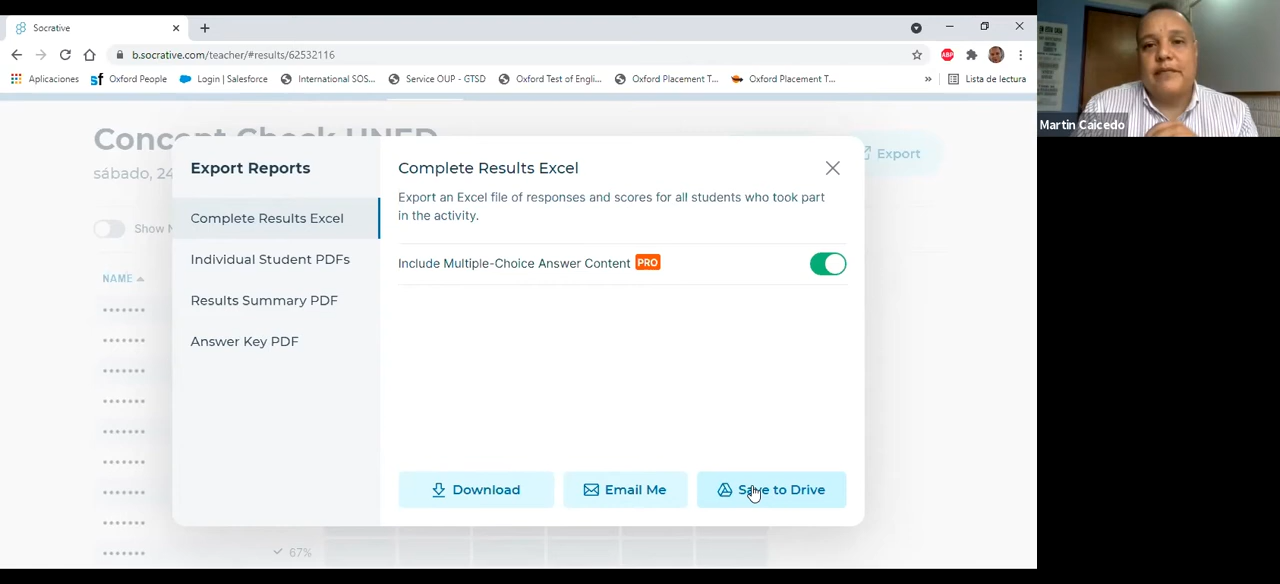 Socrative
b.socrative.com/teacher/#results/62532116
ABP
Aplicaciones
Oxford People
Login | Salesforce
International SOS...
Service OUP - GTSD
Oxford Test of Engli...
Oxford Placement T...
Oxford Placement T...
»
Lista de lectura
Martin Caicedo
Concept Check UNED
sábado, 24
Export
Show N
NAME
67%
Export Reports
Complete Results Excel
Individual Student PDFs
Results Summary PDF
Answer Key PDF
Complete Results Excel
Export an Excel file of responses and scores for all students who took part
in the activity.
Include Multiple-Choice Answer Content PRO
Download
Email Me
Save to Drive